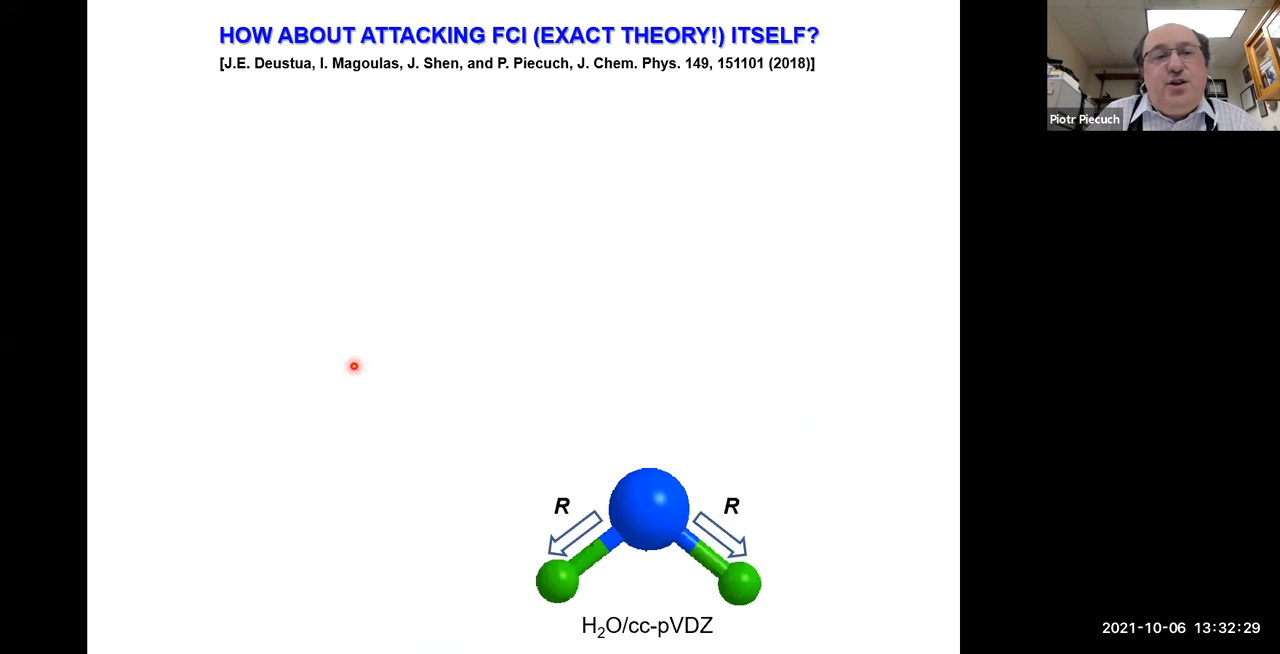 HOW ABOUT ATTACKING FCI (EXACT THEORY!) ITSELF?
[J.E. Deustua, I. Magoulas, J. Shen, and P. Piecuch, J. Chem. Phys. 149, 151101 (2018)]
Piotr Piecuch
R R
H₂O/cc-pVDZ
2021-10-06 13:32:29